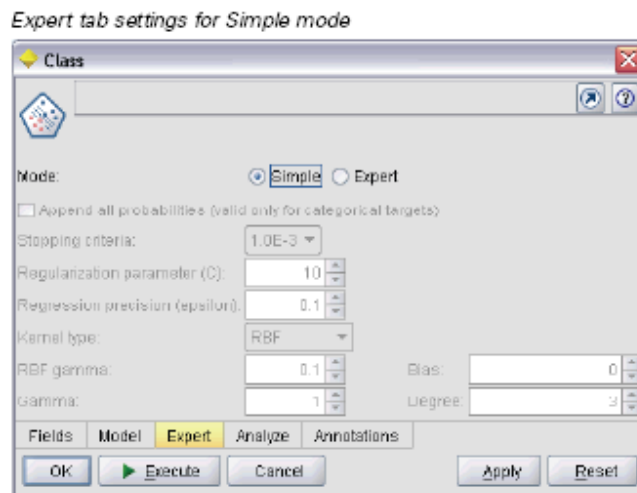 Expert tab settings for Simple mode
Class
Mode: Simple Expert
Append all probabilities (valid only for categorical targets)
Stopping criteria: 1.0E-3
Regularization parameter (C): 10
Regression precision (epsilon): 0.1
Kernel type: RBF
RBF gamma: 0.1 Bias: 0
Gamma: 1 Degree: 3
Fields Model Expert Analyze Annotations
OK Execute Cancel Apply Reset